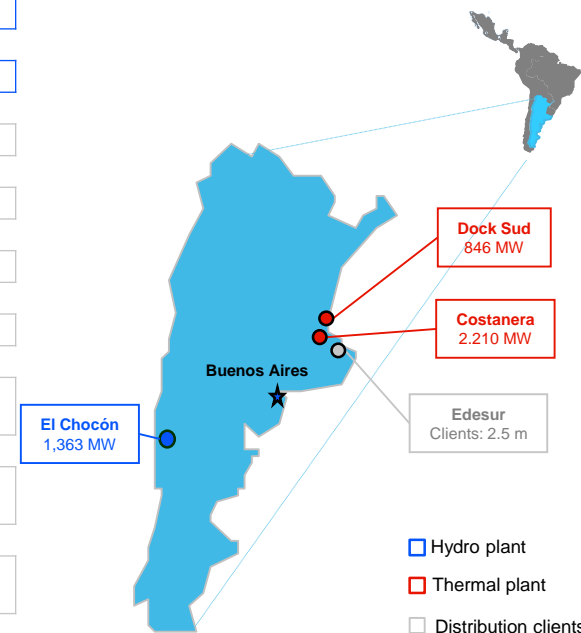 Dock Sud
846 MW
Costanera
2.210 MW
Buenos Aires
Edesur
Clients: 2.5 m
El Chocón
1,363 MW
Hydro plant
Thermal plant
Distribution clients